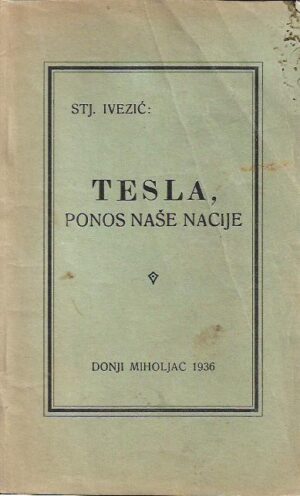 STJ. IVEZIĆ:
TESLA,
PONOS NAŠE NACIJE
DONJI MIHOLJAC 1936